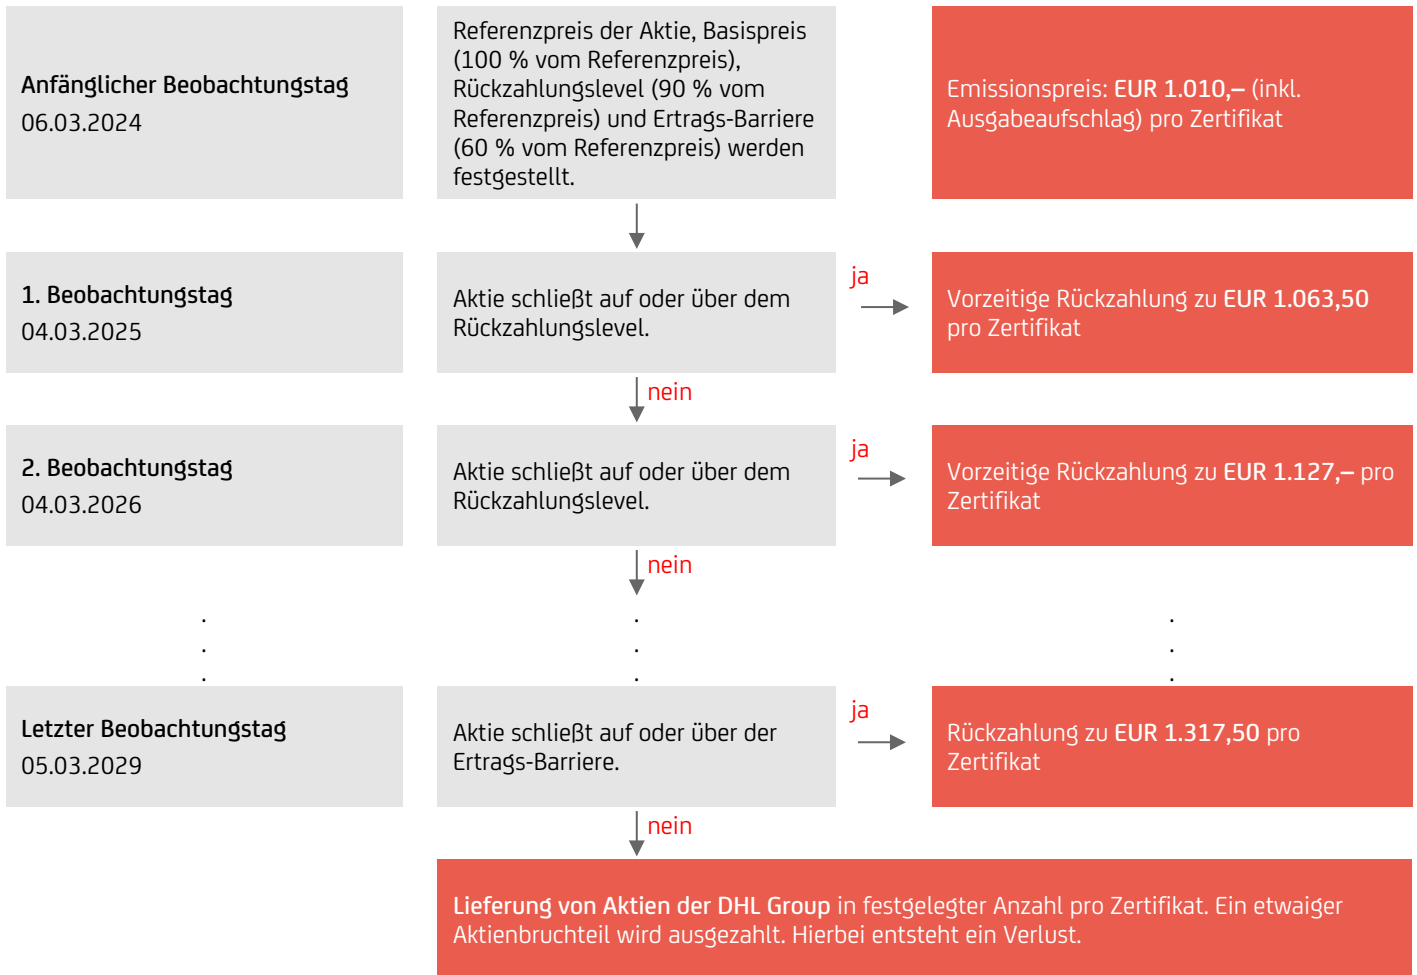 Anfänglicher Beobachtungstag
06.03.2024
Referenzpreis der Aktie, Basispreis
(100 % vom Referenzpreis),
Rückzahlungslevel (90 % vom
Referenzpreis) und Ertrags-Barriere
(60 % vom Referenzpreis) werden
festgestellt.
Emissionspreis: EUR 1.010,– (inkl.
Ausgabeaufschlag) pro Zertifikat
1. Beobachtungstag
04.03.2025
Aktie schließt auf oder über dem
Rückzahlungslevel.
ja
Vorzeitige Rückzahlung zu EUR 1.063,50
pro Zertifikat
nein
2. Beobachtungstag
04.03.2026
Aktie schließt auf oder über dem
Rückzahlungslevel.
ja
Vorzeitige Rückzahlung zu EUR 1.127,– pro
Zertifikat
nein
. . .
. . .
. . .
Letzter Beobachtungstag
05.03.2029
Aktie schließt auf oder über der
Ertrags-Barriere.
ja
Rückzahlung zu EUR 1.317,50 pro
Zertifikat
nein
Lieferung von Aktien der DHL Group in festgelegter Anzahl pro Zertifikat. Ein etwaiger
Aktienbruchteil wird ausgezahlt. Hierbei entsteht ein Verlust.